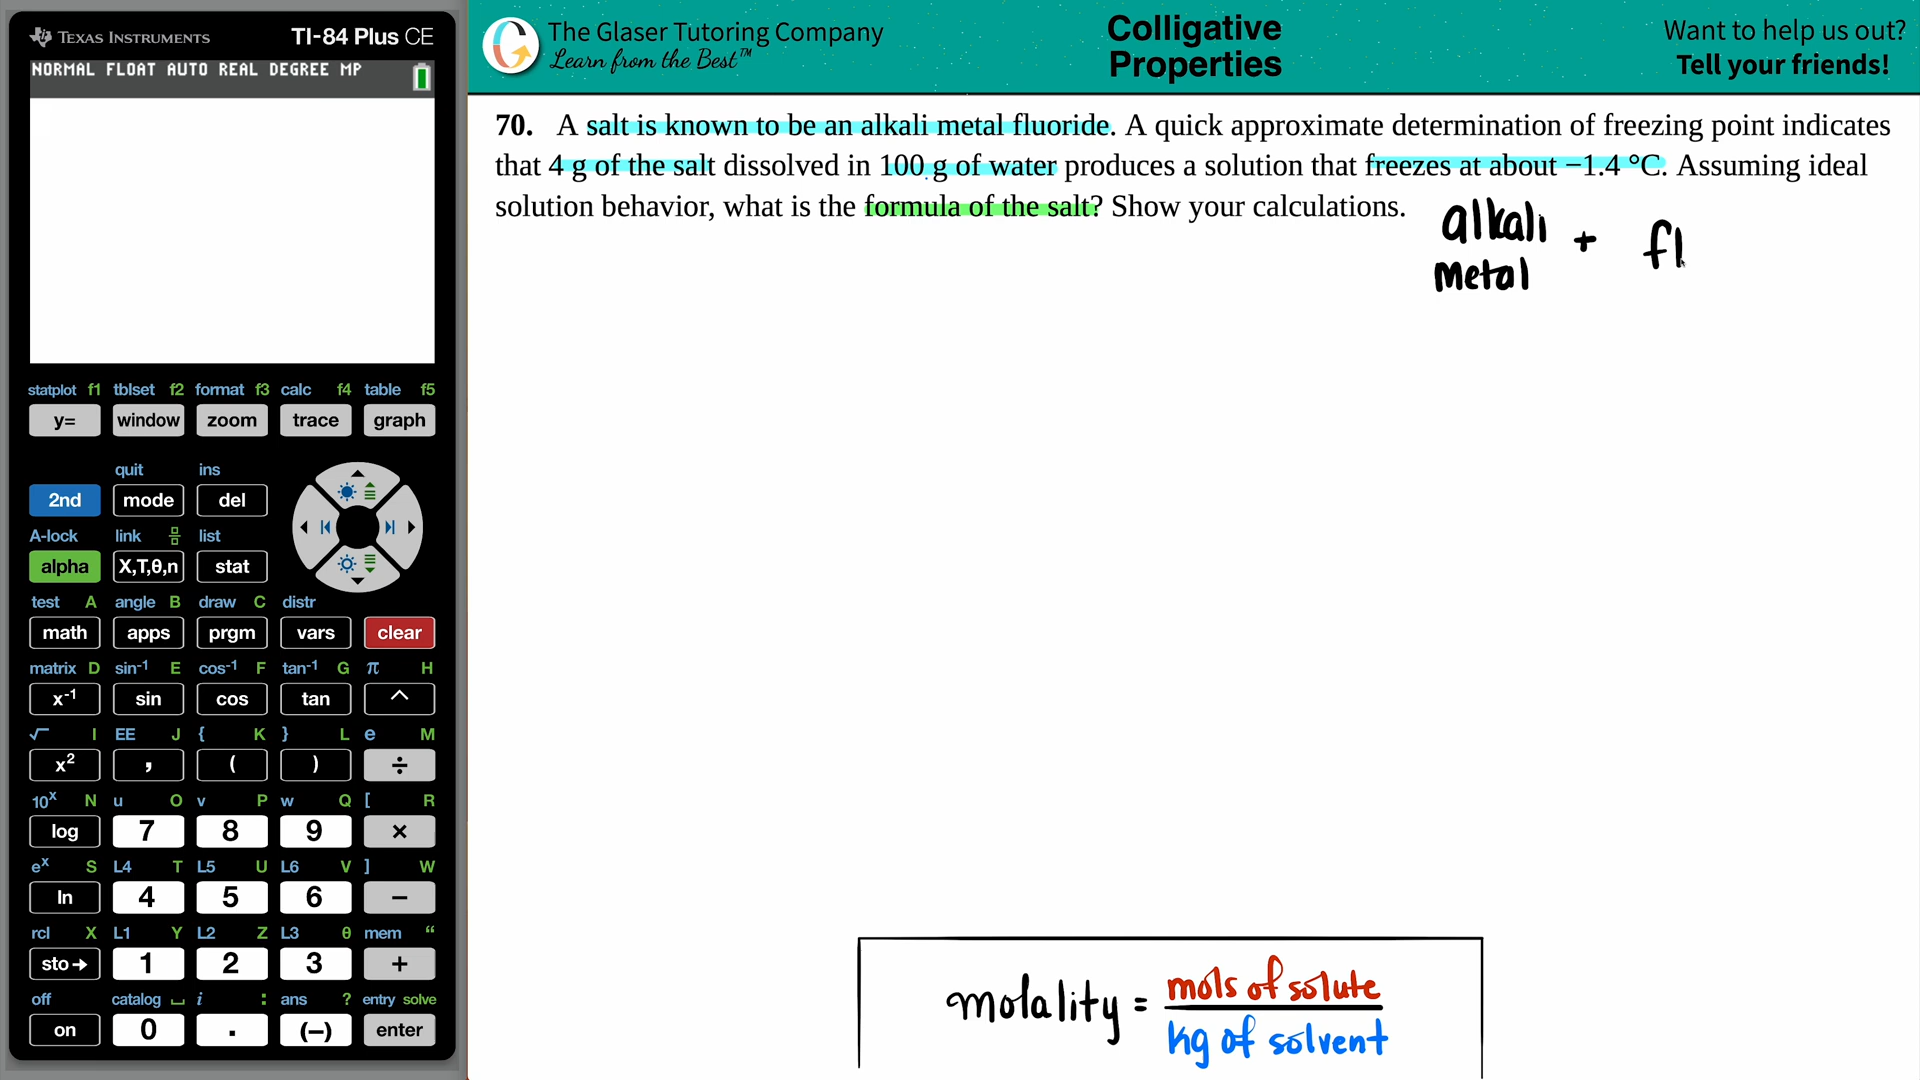 TEXAS INSTRUMENTS TI-84 Plus CE
NORMAL FLOAT AUTO REAL DEGREE MP
statplot f1 tblset f2 format f3 calc f4 table f5
y= window zoom trace graph
quit ins
2nd mode del
A-lock link list
alpha X,T,θ,n stat
test A angle B draw C distr
math apps prgm vars clear
matrix D sin⁻¹ E cos⁻¹ F tan⁻¹ G π H
x⁻¹ sin cos tan ^
√ I EE J { K } L e M
x² , ( ) ÷
10ˣ N u O v P w Q [ R
log 7 8 9 ×
eˣ S L4 T L5 U L6 V ] W
ln 4 5 6 −
rcl X L1 Y L2 Z L3 θ mem “
sto→ 1 2 3 +
off catalog ⎵ i : ans ? entry solve
on 0 . (−) enter
The Glaser Tutoring Company
Learn from the Best™
Colligative
Properties
Want to help us out?
Tell your friends!
70. A salt is known to be an alkali metal fluoride. A quick approximate determination of freezing point indicates
that 4 g of the salt dissolved in 100 g of water produces a solution that freezes at about −1.4 °C. Assuming ideal
solution behavior, what is the formula of the salt? Show your calculations.
alkali + fl
metal
molality = mols of solute
kg of solvent